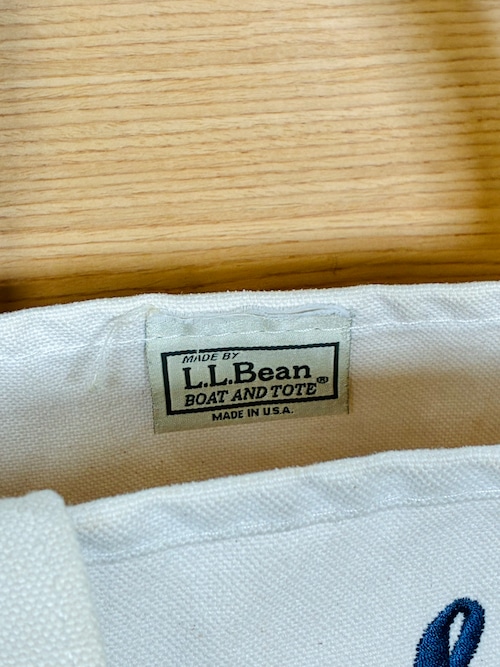 MADE BY
L.L.Bean
BOAT AND TOTE®
MADE IN U.S.A.